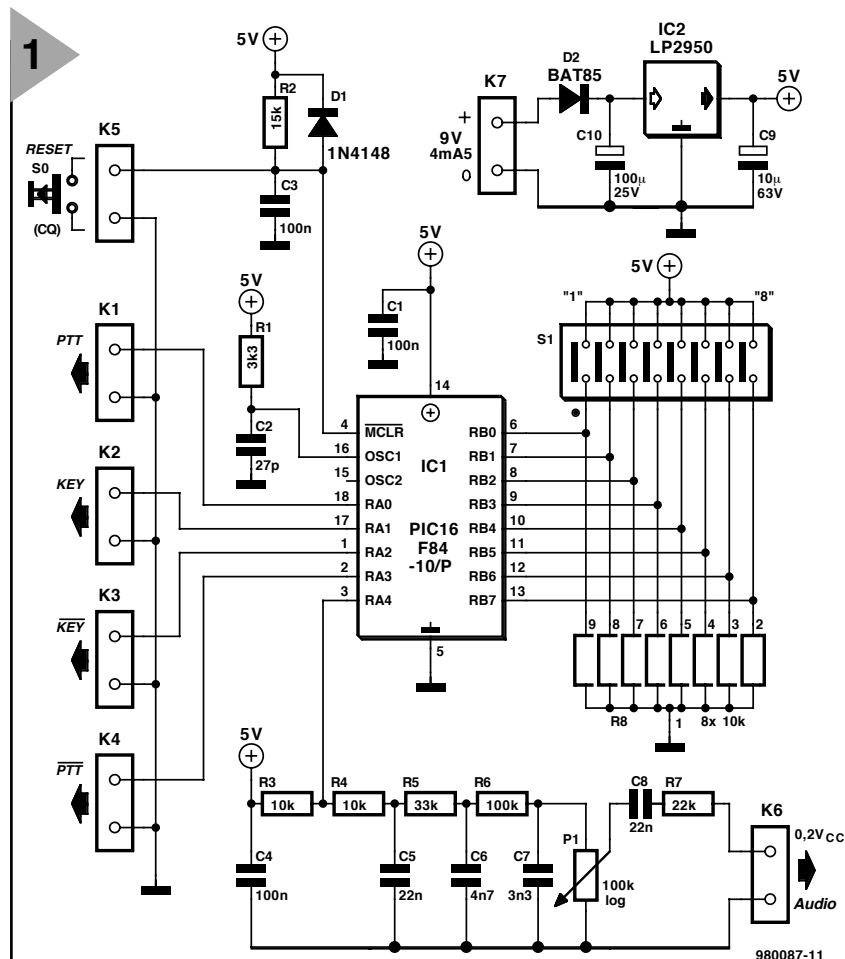 1
5V
R2
15k
D1
1N4148
K5
RESET
S0
(CQ)
C3
100n
D2
BAT85
IC2
LP2950
K7
+
9V
4mA5
0
C10
100µ
25V
5V
C9
10µ
63V
5V
C1
100n
5V
R1
3k3
C2
27p
K1
PTT
K2
KEY
K3
KEY
K4
PTT
14
4
16
15
18
17
1
2
3
MCLR
OSC1
OSC2
RA0
RA1
RA2
RA3
RA4
IC1
PIC16
F84
-10/P
RB0
RB1
RB2
RB3
RB4
RB5
RB6
RB7
6
7
8
9
10
11
12
13
5
5V
"1"
"8"
S1
9 8 7 6 5 4 3 2
R8
1
8x 10k
5V
R3
10k
R4
10k
R5
33k
R6
100k
C4
100n
C5
22n
C6
4n7
C7
3n3
P1
100k
log
C8
22n
R7
22k
K6
0,2VCC
Audio
980087-11